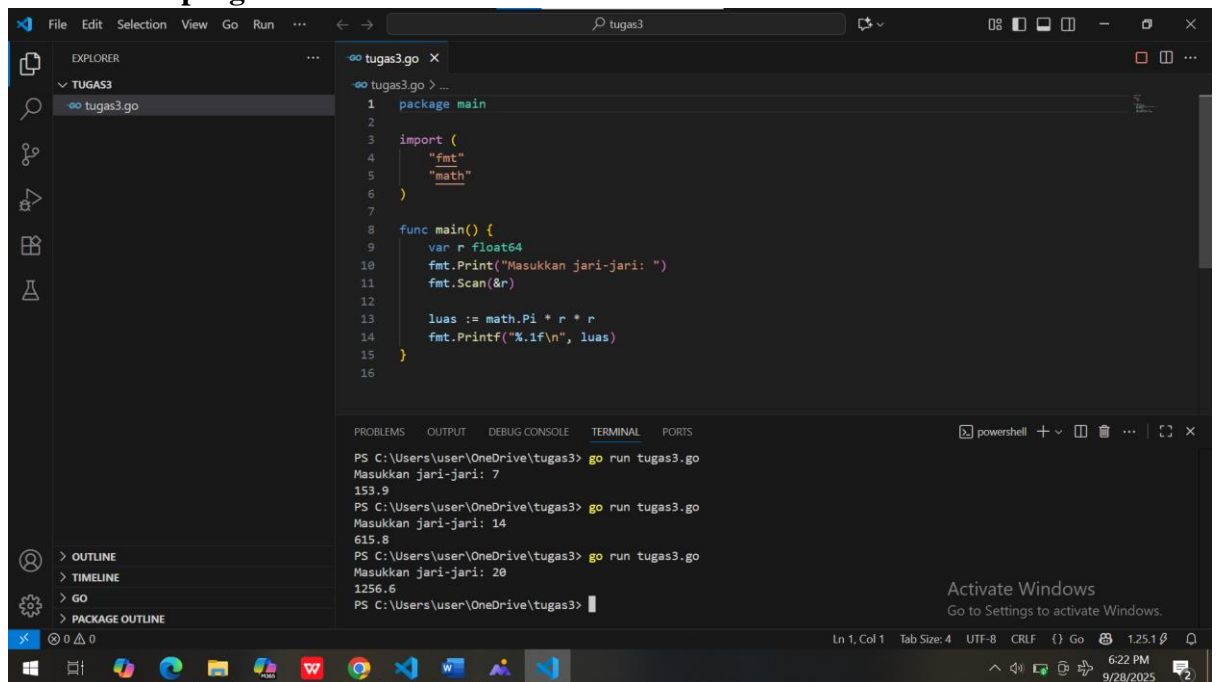 File Edit Selection View Go Run ··· tugas3
EXPLORER ···
TUGAS3
tugas3.go
tugas3.go
tugas3.go > ...
1 package main
2
3 import (
4 "fmt"
5 "math"
6 )
7
8 func main() {
9 var r float64
10 fmt.Print("Masukkan jari-jari: ")
11 fmt.Scan(&r)
12
13 luas := math.Pi * r * r
14 fmt.Printf("%.1f\n", luas)
15 }
16
PROBLEMS OUTPUT DEBUG CONSOLE TERMINAL PORTS powershell
PS C:\Users\user\OneDrive\tugas3> go run tugas3.go
Masukkan jari-jari: 7
153.9
PS C:\Users\user\OneDrive\tugas3> go run tugas3.go
Masukkan jari-jari: 14
615.8
PS C:\Users\user\OneDrive\tugas3> go run tugas3.go
Masukkan jari-jari: 20
1256.6
PS C:\Users\user\OneDrive\tugas3>
OUTLINE
TIMELINE
GO
PACKAGE OUTLINE
Activate Windows
Go to Settings to activate Windows.
0 0 Ln 1, Col 1 Tab Size: 4 UTF-8 CRLF {} Go 1.25.1
6:22 PM
9/28/2025
2